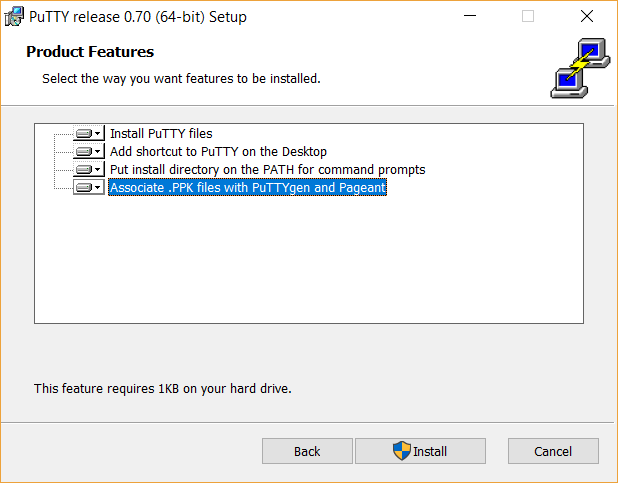 PuTTY release 0.70 (64-bit) Setup
Product Features
Select the way you want features to be installed.
Install PuTTY files
Add shortcut to PuTTY on the Desktop
Put install directory on the PATH for command prompts
Associate .PPK files with PuTTYgen and Pageant
This feature requires 1KB on your hard drive.
Back Install Cancel